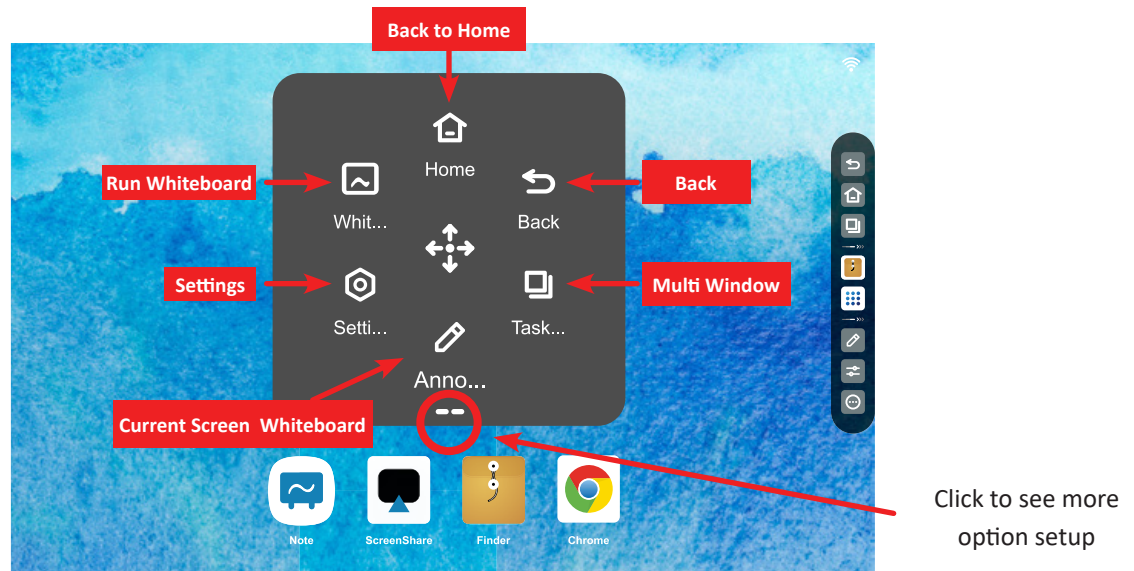 Back to Home
Home
Run Whiteboard
Back
Whit...
Back
Settings
Multi Window
Setti...
Task...
Anno...
Current Screen Whiteboard
Click to see more
option setup
Note
ScreenShare
Finder
Chrome